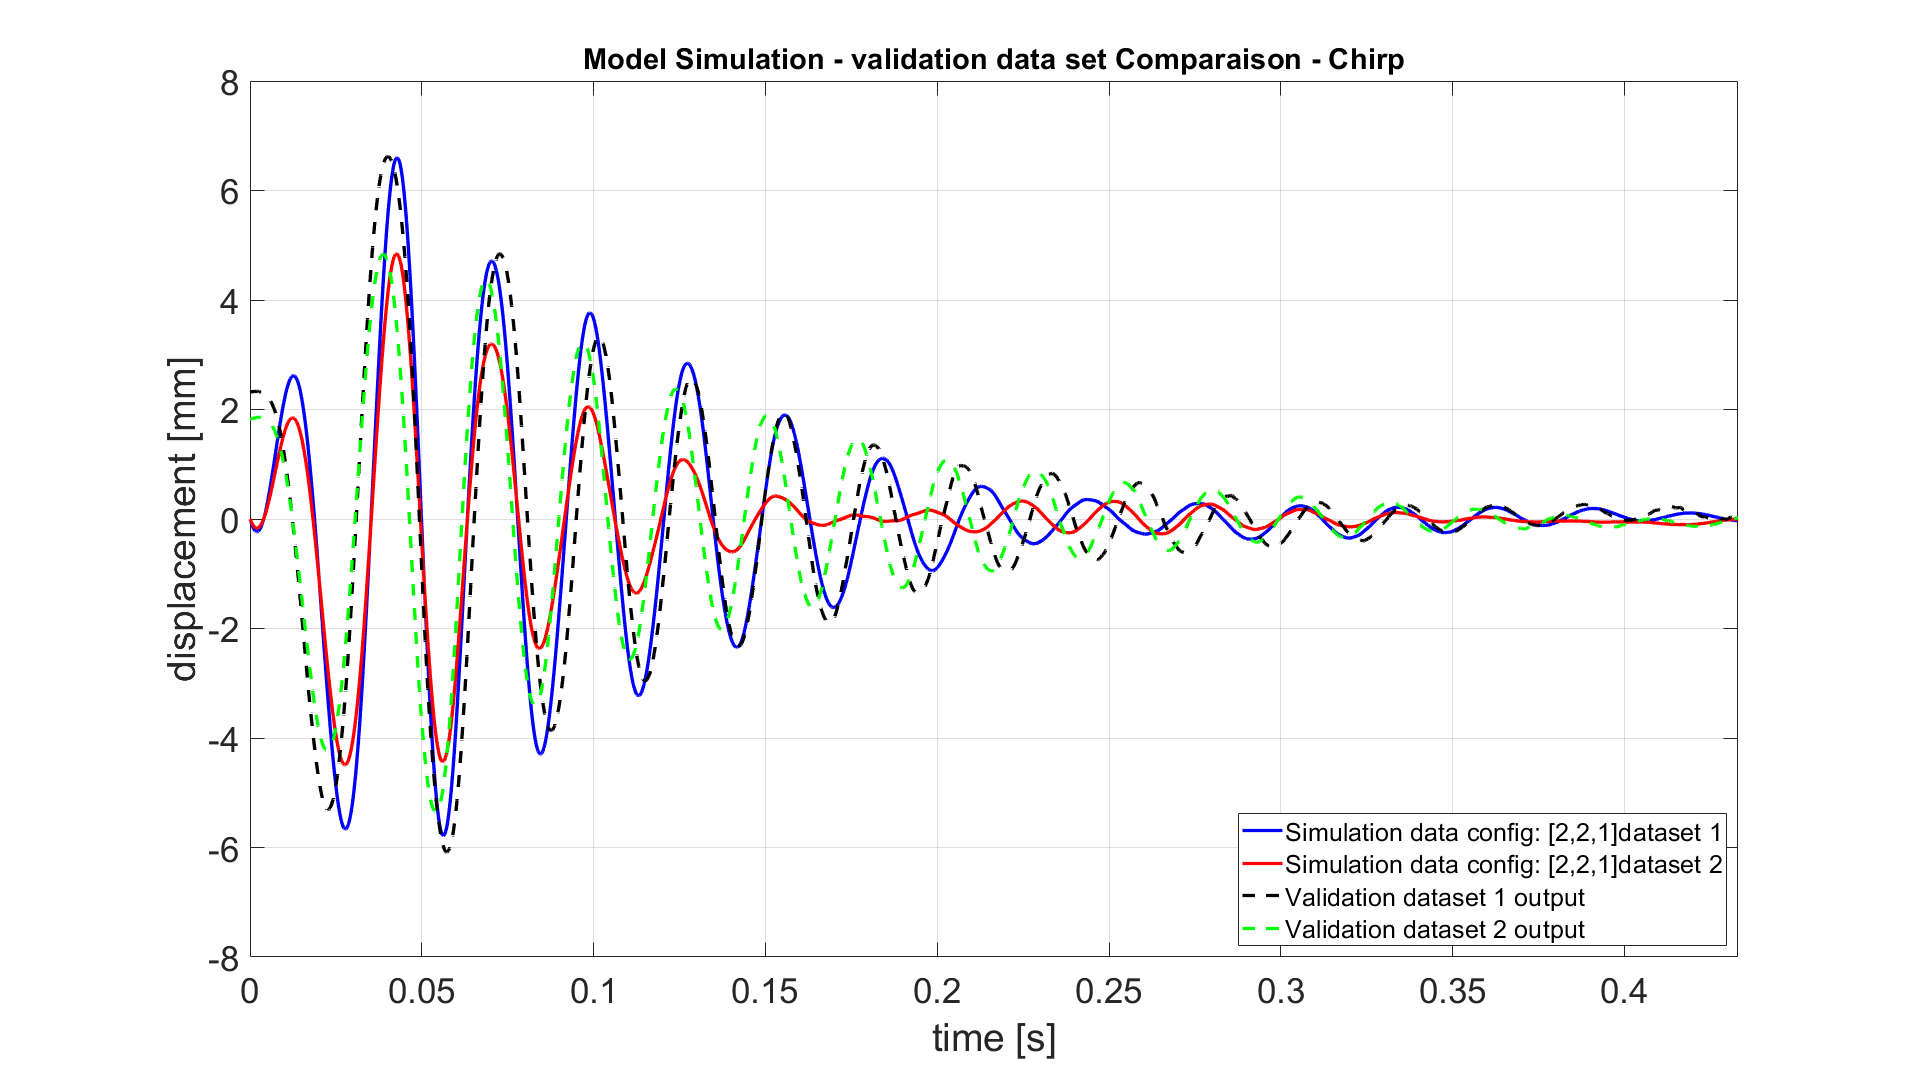 Model Simulation - validation data set Comparaison - Chirp
8
6
4
2
0
-2
-4
-6
-8
displacement [mm]
0 0.05 0.1 0.15 0.2 0.25 0.3 0.35 0.4
time [s]
Simulation data config: [2,2,1]dataset 1
Simulation data config: [2,2,1]dataset 2
Validation dataset 1 output
Validation dataset 2 output